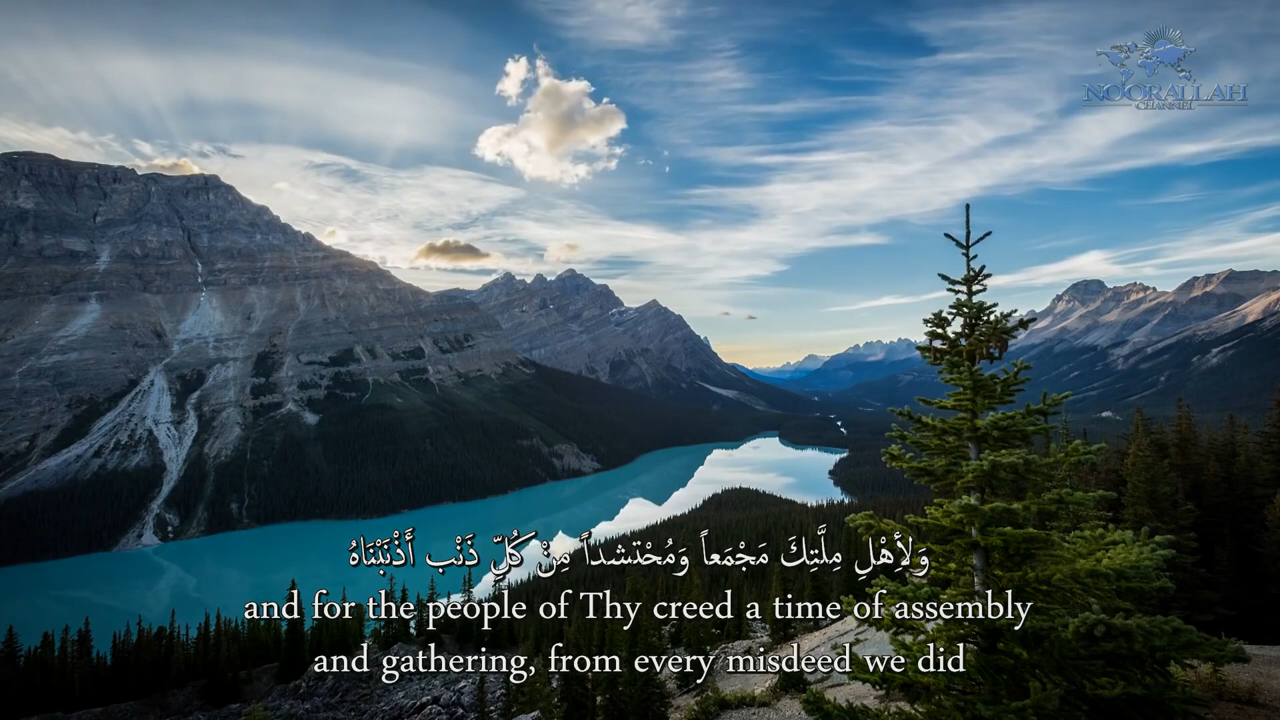 NOORALLAH
CHANNEL
وَلِأَهْلِ مِلَّتِكَ مَجْمَعاً وَمُحْتشداً مِنْ كُلِّ ذَنْبٍ أَذْنَبْنَاهُ
and for the people of Thy creed a time of assembly
and gathering, from every misdeed we did